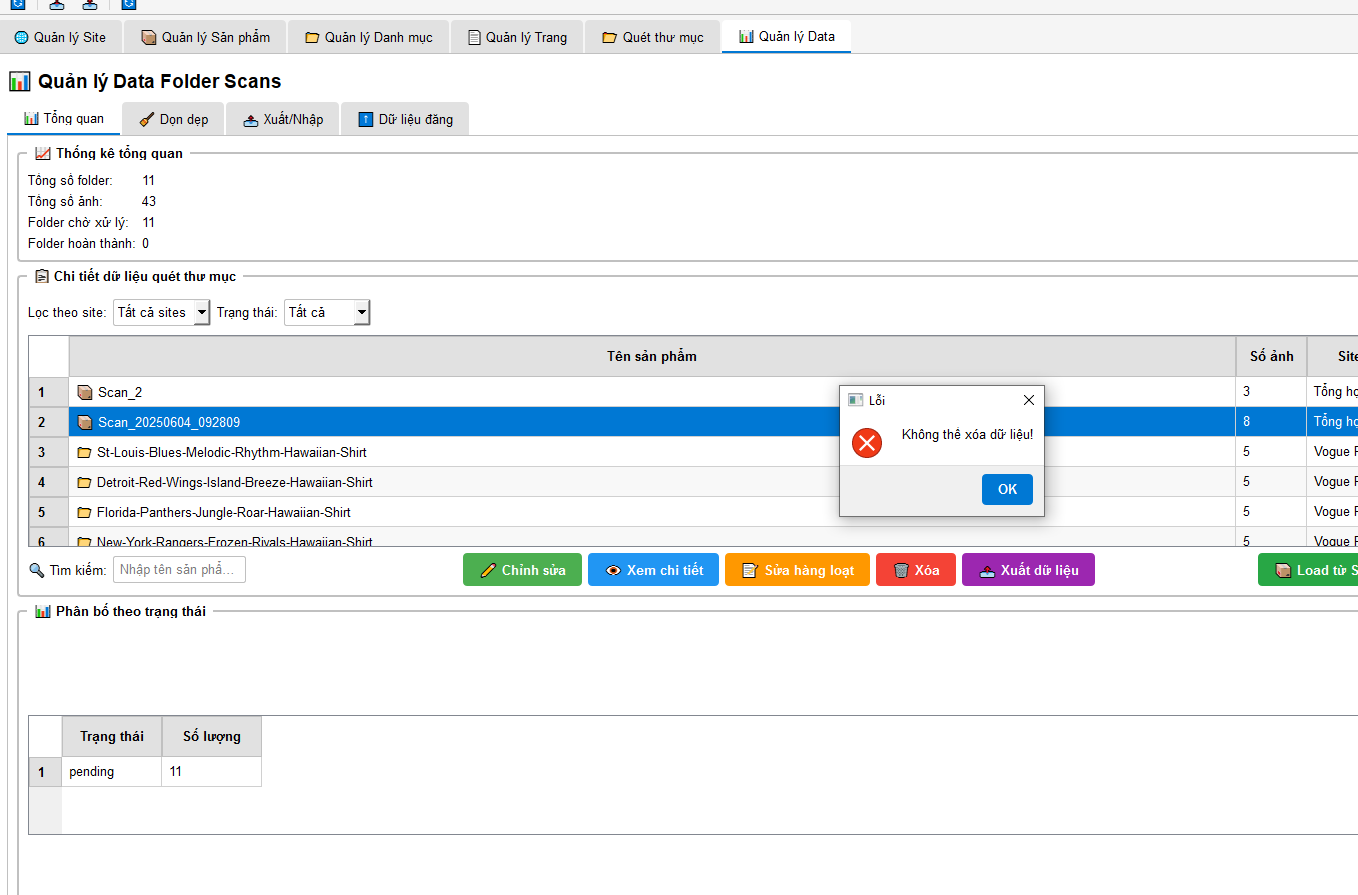 Quản lý Site Quản lý Sản phẩm Quản lý Danh mục Quản lý Trang Quét thư mục Quản lý Data
Quản lý Data Folder Scans
Tổng quan Dọn dẹp Xuất/Nhập Dữ liệu đăng
Thống kê tổng quan
Tổng số folder: 11
Tổng số ảnh: 43
Folder chờ xử lý: 11
Folder hoàn thành: 0
Chi tiết dữ liệu quét thư mục
Lọc theo site: Tất cả sites Trạng thái: Tất cả
Tên sản phẩm Số ảnh Site
1 Scan_2 3 Tổng họ
2 Scan_20250604_092809 8 Tổng họ
3 St-Louis-Blues-Melodic-Rhythm-Hawaiian-Shirt 5 Vogue
4 Detroit-Red-Wings-Island-Breeze-Hawaiian-Shirt 5 Vogue
5 Florida-Panthers-Jungle-Roar-Hawaiian-Shirt 5 Vogue
6 New-York-Rangers-Frozen-Rivals-Hawaiian-Shirt 5 Vogue
Lỗi
Không thể xóa dữ liệu!
OK
Tìm kiếm: Nhập tên sản phẩ... Chỉnh sửa Xem chi tiết Sửa hàng loạt Xóa Xuất dữ liệu Load từ S
Phân bố theo trạng thái
Trạng thái Số lượng
1 pending 11